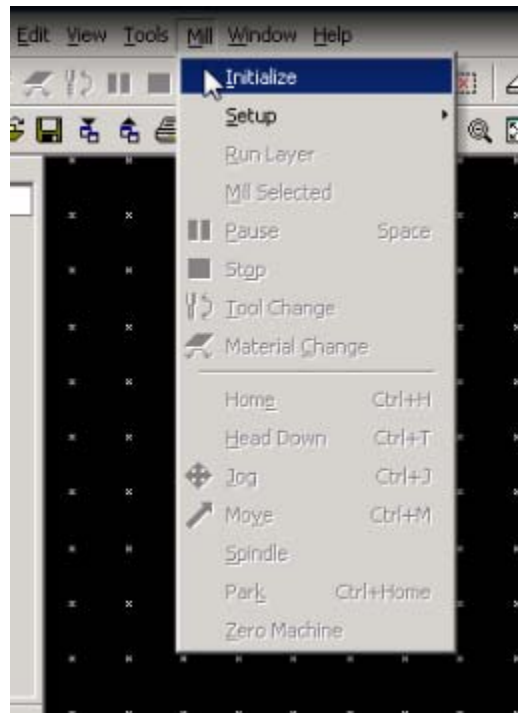 Edit View Tools Mill Window Help
Initialize
Setup
Run Layer
Mill Selected
Pause Space
Stop
Tool Change
Material Change
Home Ctrl+H
Head Down Ctrl+T
Jog Ctrl+J
Move Ctrl+M
Spindle
Park Ctrl+Home
Zero Machine